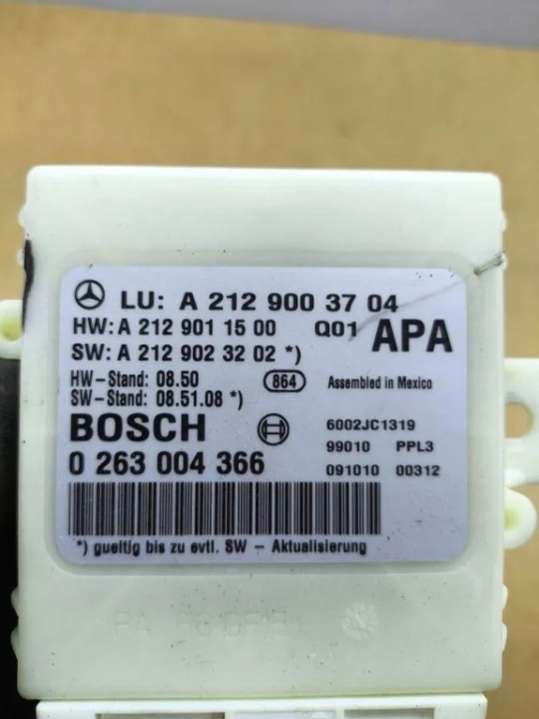 LU: A 212 900 37 04
HW: A 212 901 15 00 Q01 APA
SW: A 212 902 32 02 *)
HW-Stand: 08.50 864 Assembled in Mexico
SW-Stand: 08.51.08 *)
BOSCH 6002JC1319
0 263 004 366 99010 PPL3
091010 00312
*) gueltig bis zu evtl. SW - Aktualisierung